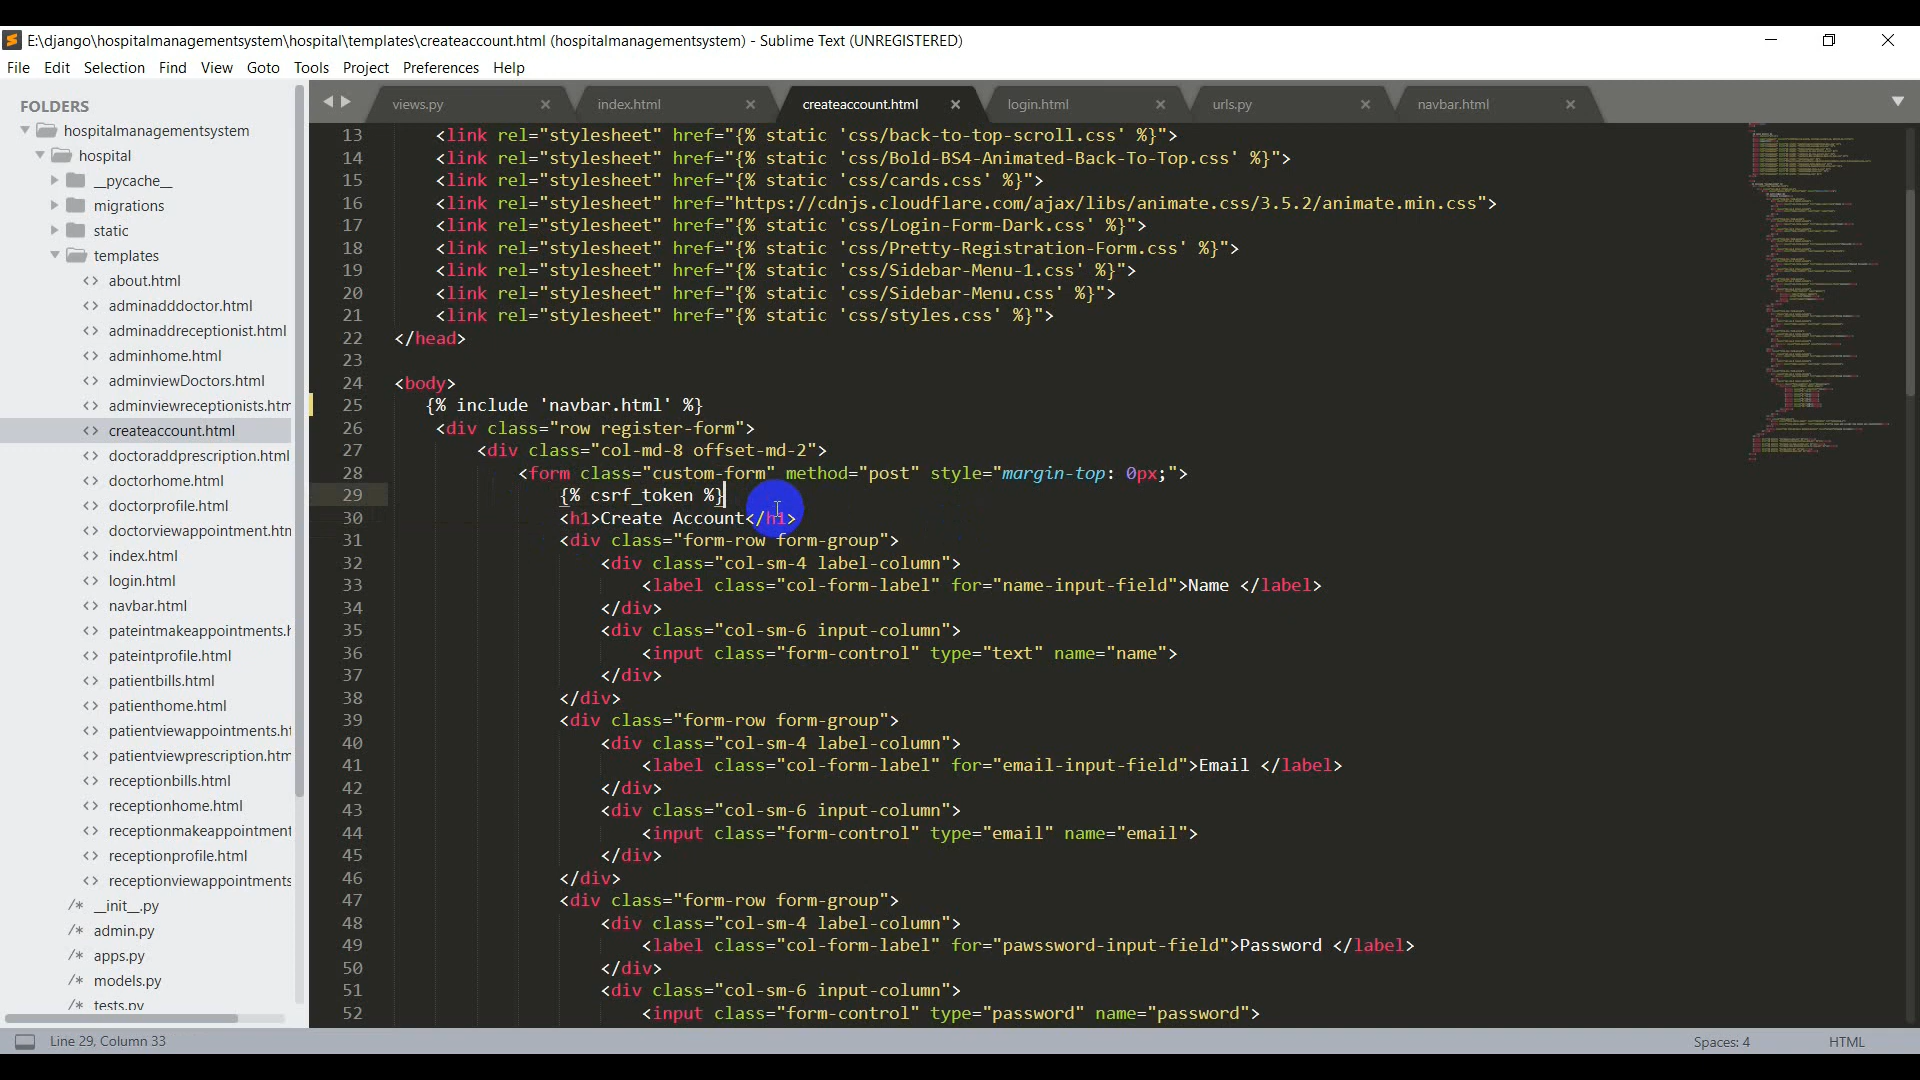 E:\django\hospitalmanagementsystem\hospital\templates\createaccount.html (hospitalmanagementsystem) - Sublime Text (UNREGISTERED)
File Edit Selection Find View Goto Tools Project Preferences Help
FOLDERS
hospitalmanagementsystem
hospital
__pycache__
migrations
static
templates
about.html
adminadddoctor.html
adminaddreceptionist.html
adminhome.html
adminviewDoctors.html
adminviewreceptionists.htm
createaccount.html
doctoraddprescription.html
doctorhome.html
doctorprofile.html
doctorviewappointment.htn
index.html
login.html
navbar.html
pateintmakeappointments.h
pateintprofile.html
patientbills.html
patienthome.html
patientviewappointments.ht
patientviewprescription.htm
receptionbills.html
receptionhome.html
receptionmakeappointment
receptionprofile.html
receptionviewappointments
/* __init__.py
/* admin.py
/* apps.py
/* models.py
/* tests.py
views.py index.html createaccount.html login.html urls.py navbar.html
13 <link rel="stylesheet" href="{% static 'css/back-to-top-scroll.css' %}">
14 <link rel="stylesheet" href="{% static 'css/Bold-BS4-Animated-Back-To-Top.css' %}">
15 <link rel="stylesheet" href="{% static 'css/cards.css' %}">
16 <link rel="stylesheet" href="https://cdnjs.cloudflare.com/ajax/libs/animate.css/3.5.2/animate.min.css">
17 <link rel="stylesheet" href="{% static 'css/Login-Form-Dark.css' %}">
18 <link rel="stylesheet" href="{% static 'css/Pretty-Registration-Form.css' %}">
19 <link rel="stylesheet" href="{% static 'css/Sidebar-Menu-1.css' %}">
20 <link rel="stylesheet" href="{% static 'css/Sidebar-Menu.css' %}">
21 <link rel="stylesheet" href="{% static 'css/styles.css' %}">
22 </head>
23
24 <body>
25 {% include 'navbar.html' %}
26 <div class="row register-form">
27 <div class="col-md-8 offset-md-2">
28 <form class="custom-form" method="post" style="margin-top: 0px;">
29 {% csrf_token %}
30 <h1>Create Account</h1>
31 <div class="form-row form-group">
32 <div class="col-sm-4 label-column">
33 <label class="col-form-label" for="name-input-field">Name </label>
34 </div>
35 <div class="col-sm-6 input-column">
36 <input class="form-control" type="text" name="name">
37 </div>
38 </div>
39 <div class="form-row form-group">
40 <div class="col-sm-4 label-column">
41 <label class="col-form-label" for="email-input-field">Email </label>
42 </div>
43 <div class="col-sm-6 input-column">
44 <input class="form-control" type="email" name="email">
45 </div>
46 </div>
47 <div class="form-row form-group">
48 <div class="col-sm-4 label-column">
49 <label class="col-form-label" for="pawssword-input-field">Password </label>
50 </div>
51 <div class="col-sm-6 input-column">
52 <input class="form-control" type="password" name="password">
Line 29, Column 33 Spaces: 4 HTML